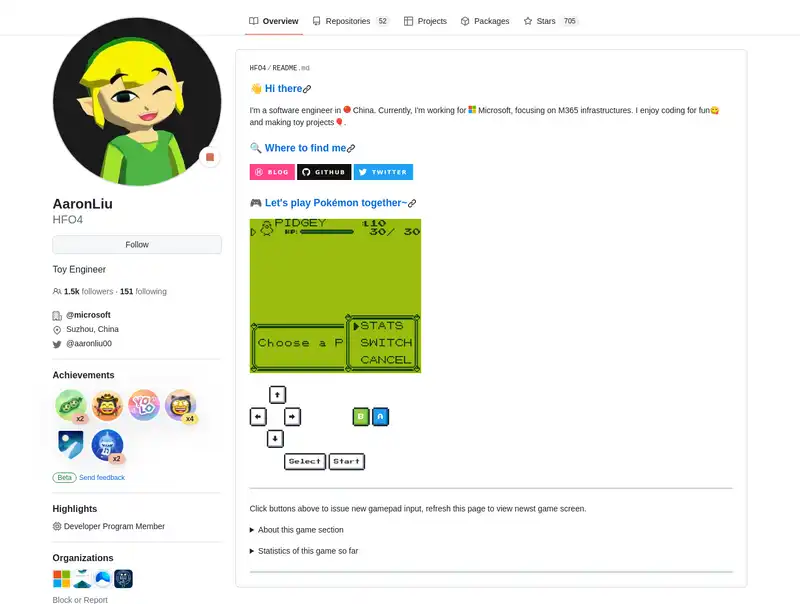 Overview
Repositories 52
Projects
Packages
Stars 705
AaronLiu
HFO4
Follow
Toy Engineer
1.5k followers · 151 following
@microsoft
Suzhou, China
@aaronliu00
Achievements
x2
YOLO
x4
x2
Beta Send feedback
Highlights
Developer Program Member
Organizations
Block or Report
HFO4/README.md
👋 Hi there
I'm a software engineer in China. Currently, I'm working for Microsoft, focusing on M365 infrastructures. I enjoy coding for fun😋
and making toy projects🎈.
🔍 Where to find me
BLOG GITHUB TWITTER
🎮 Let's play Pokémon together~
PIDGEY :L10
HP: 30/ 30
STATS
Choose a P SWITCH
CANCEL
B A
Select Start
Click buttons above to issue new gamepad input, refresh this page to view newst game screen.
About this game section
Statistics of this game so far